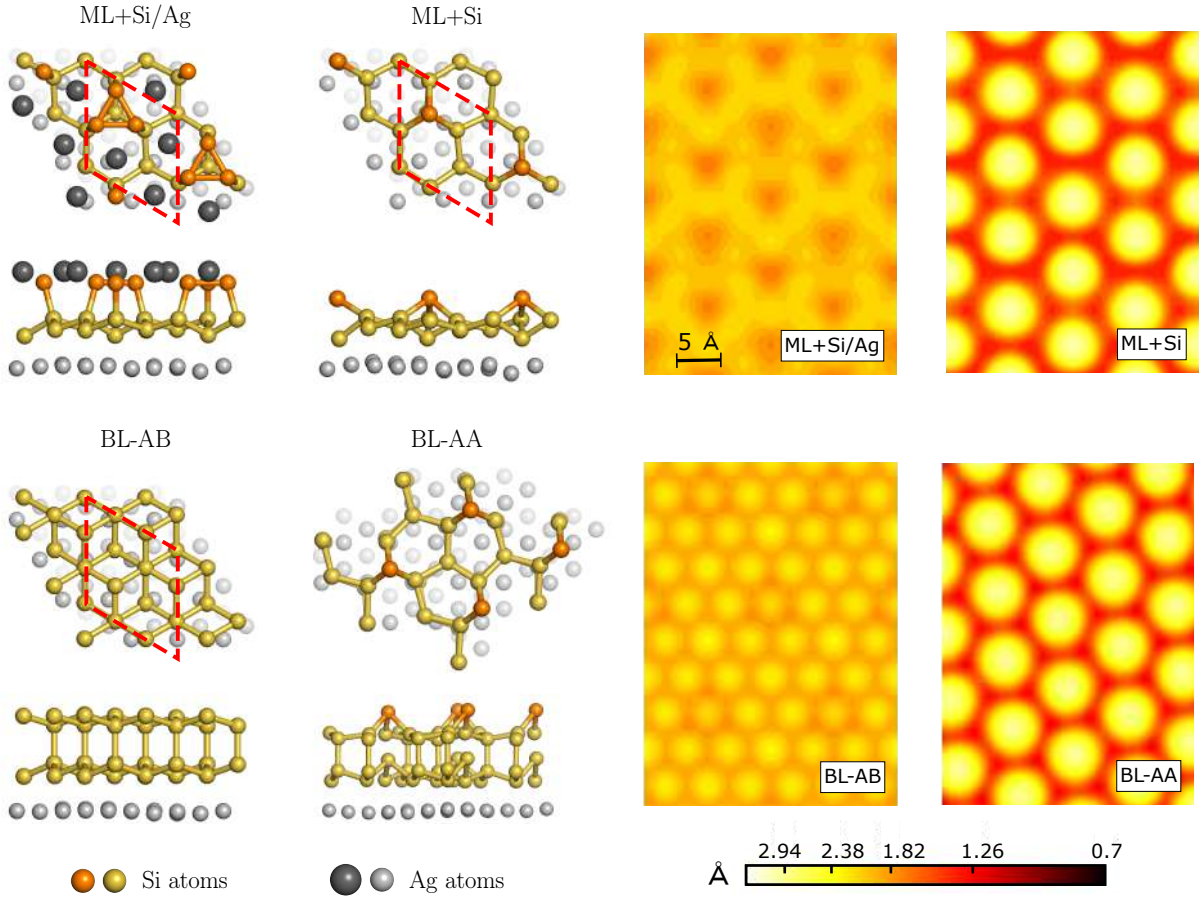 ML+Si/Ag
ML+Si
5 Å
ML+Si/Ag
ML+Si
BL-AB
BL-AA
BL-AB
BL-AA
2.94 2.38 1.82 1.26 0.7
Å
Si atoms
Ag atoms